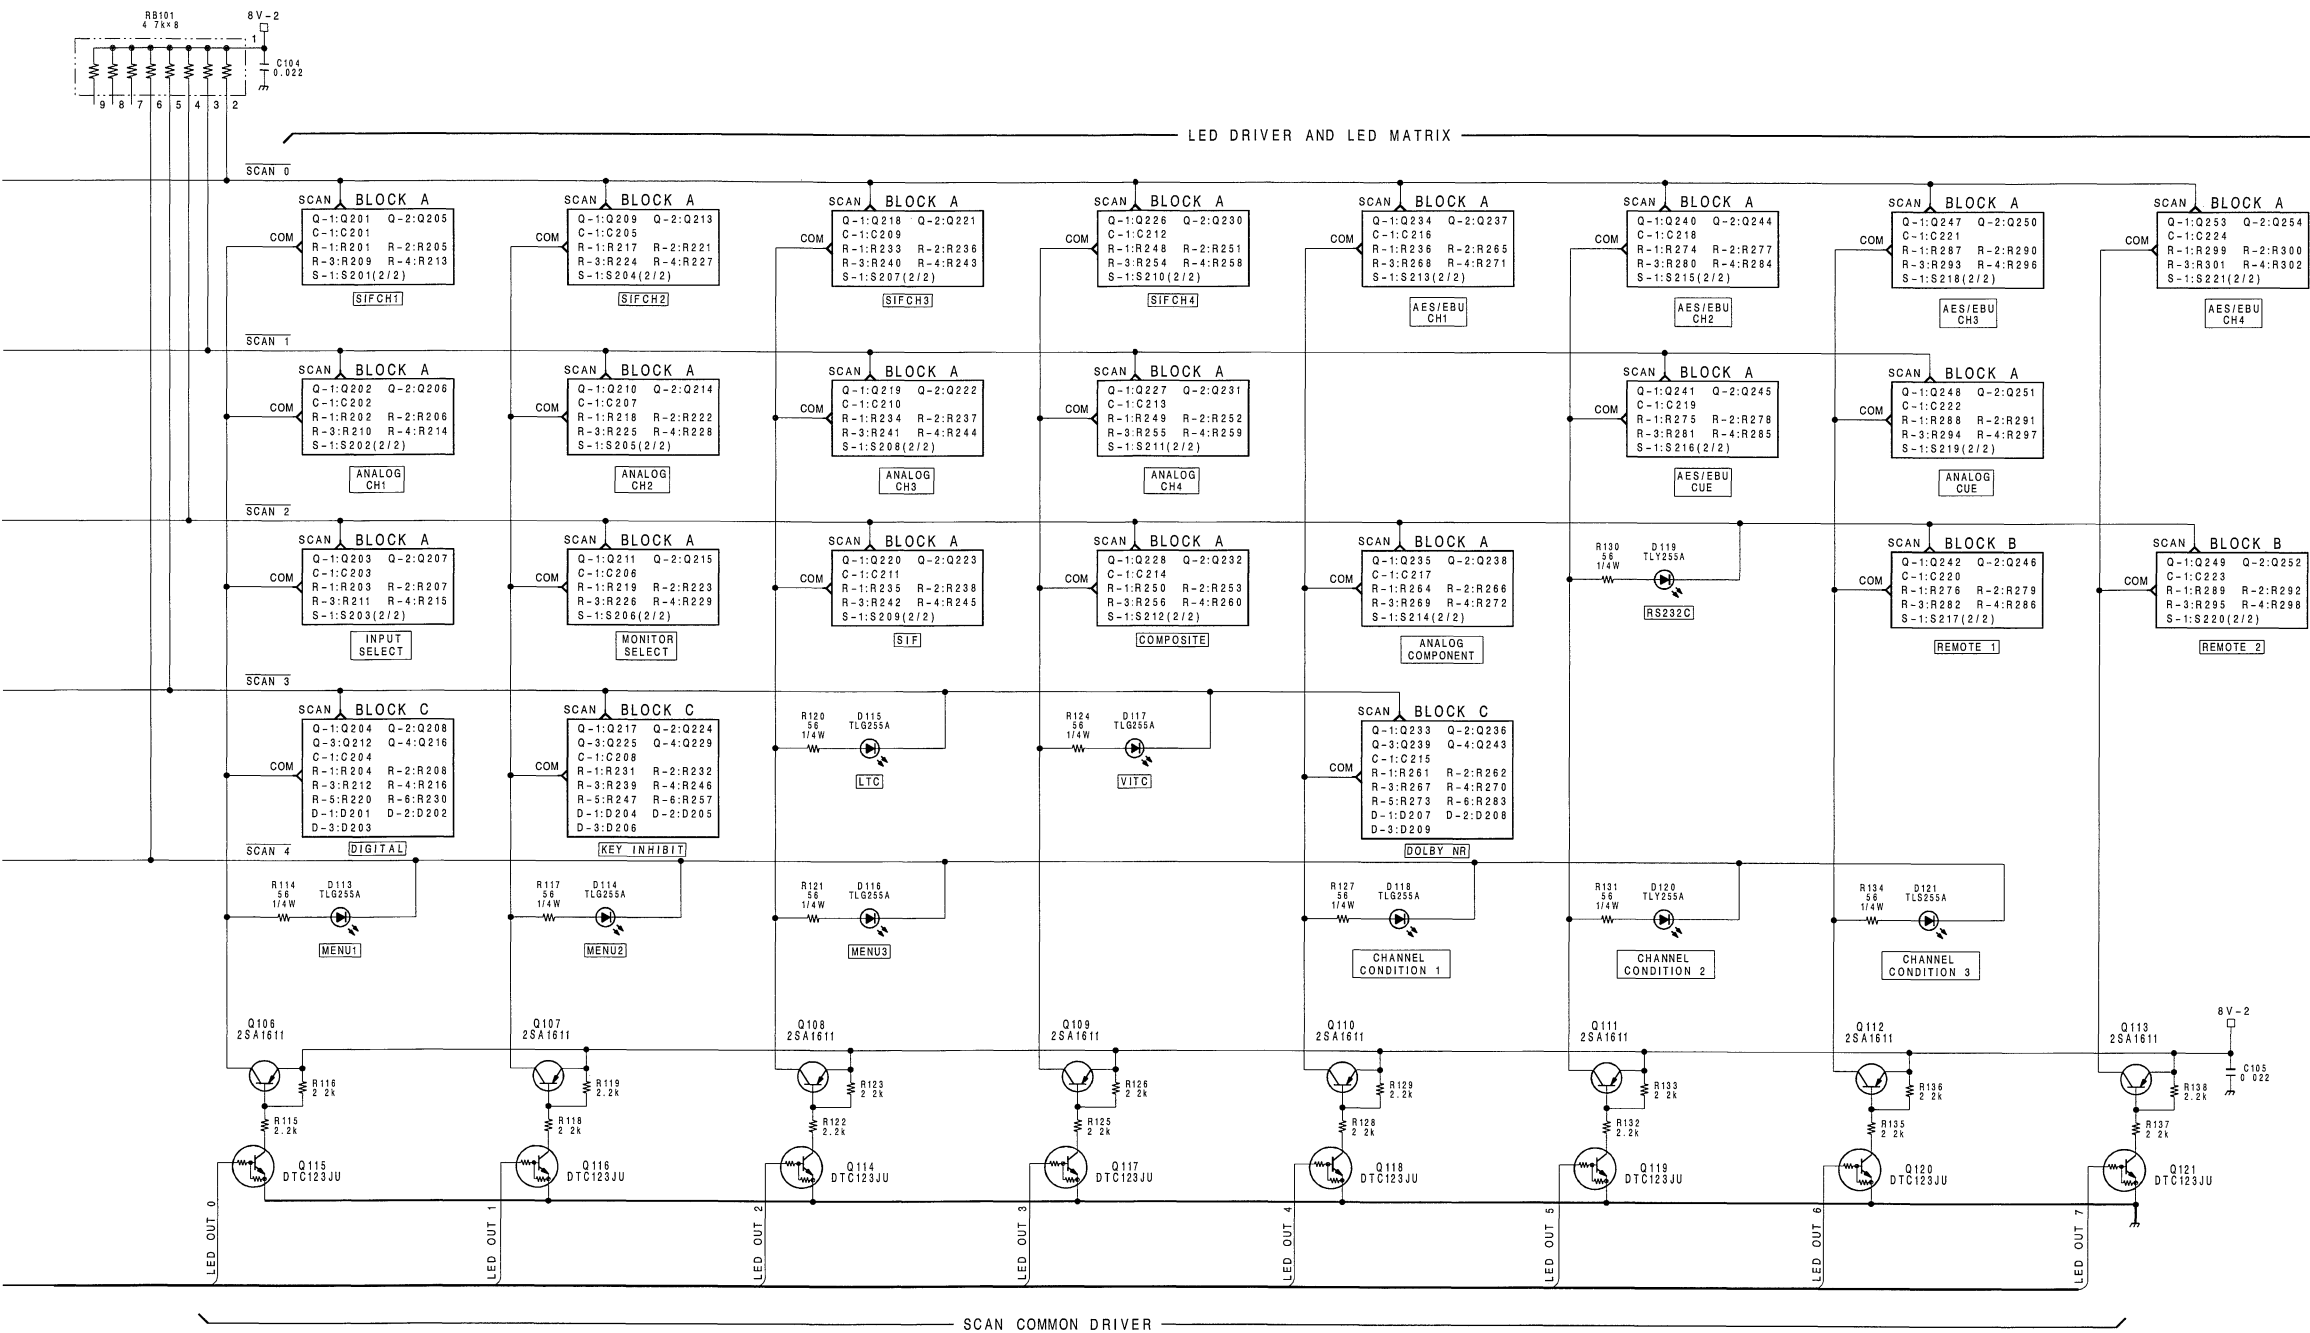 RB101
4 7k×8
8V-2
1
C104
0.022
9 8 7 6 5 4 3 2
LED DRIVER AND LED MATRIX
SCAN 0
SCAN BLOCK A
COM
Q-1:Q201 Q-2:Q205
C-1:C201
R-1:R201 R-2:R205
R-3:R209 R-4:R213
S-1:S201(2/2)
SIFCH1
SCAN BLOCK A
COM
Q-1:Q209 Q-2:Q213
C-1:C205
R-1:R217 R-2:R221
R-3:R224 R-4:R227
S-1:S204(2/2)
SIFCH2
SCAN BLOCK A
COM
Q-1:Q218 Q-2:Q221
C-1:C209
R-1:R233 R-2:R236
R-3:R240 R-4:R243
S-1:S207(2/2)
SIFCH3
SCAN BLOCK A
COM
Q-1:Q226 Q-2:Q230
C-1:C212
R-1:R248 R-2:R251
R-3:R254 R-4:R258
S-1:S210(2/2)
SIFCH4
SCAN BLOCK A
COM
Q-1:Q234 Q-2:Q237
C-1:C216
R-1:R236 R-2:R265
R-3:R268 R-4:R271
S-1:S213(2/2)
AES/EBU
CH1
SCAN BLOCK A
COM
Q-1:Q240 Q-2:Q244
C-1:C218
R-1:R274 R-2:R277
R-3:R280 R-4:R284
S-1:S215(2/2)
AES/EBU
CH2
SCAN BLOCK A
COM
Q-1:Q247 Q-2:Q250
C-1:C221
R-1:R287 R-2:R290
R-3:R293 R-4:R296
S-1:S218(2/2)
AES/EBU
CH3
SCAN BLOCK A
COM
Q-1:Q253 Q-2:Q254
C-1:C224
R-1:R299 R-2:R300
R-3:R301 R-4:R302
S-1:S221(2/2)
AES/EBU
CH4
SCAN 1
SCAN BLOCK A
COM
Q-1:Q202 Q-2:Q206
C-1:C202
R-1:R202 R-2:R206
R-3:R210 R-4:R214
S-1:S202(2/2)
ANALOG
CH1
SCAN BLOCK A
COM
Q-1:Q210 Q-2:Q214
C-1:C207
R-1:R218 R-2:R222
R-3:R225 R-4:R228
S-1:S205(2/2)
ANALOG
CH2
SCAN BLOCK A
COM
Q-1:Q219 Q-2:Q222
C-1:C210
R-1:R234 R-2:R237
R-3:R241 R-4:R244
S-1:S208(2/2)
ANALOG
CH3
SCAN BLOCK A
COM
Q-1:Q227 Q-2:Q231
C-1:C213
R-1:R249 R-2:R252
R-3:R255 R-4:R259
S-1:S211(2/2)
ANALOG
CH4
SCAN BLOCK A
COM
Q-1:Q241 Q-2:Q245
C-1:C219
R-1:R275 R-2:R278
R-3:R281 R-4:R285
S-1:S216(2/2)
AES/EBU
CUE
SCAN BLOCK A
COM
Q-1:Q248 Q-2:Q251
C-1:C222
R-1:R288 R-2:R291
R-3:R294 R-4:R297
S-1:S219(2/2)
ANALOG
CUE
SCAN 2
SCAN BLOCK A
COM
Q-1:Q203 Q-2:Q207
C-1:C203
R-1:R203 R-2:R207
R-3:R211 R-4:R215
S-1:S203(2/2)
INPUT
SELECT
SCAN BLOCK A
COM
Q-1:Q211 Q-2:Q215
C-1:C206
R-1:R219 R-2:R223
R-3:R226 R-4:R229
S-1:S206(2/2)
MONITOR
SELECT
SCAN BLOCK A
COM
Q-1:Q220 Q-2:Q223
C-1:C211
R-1:R235 R-2:R238
R-3:R242 R-4:R245
S-1:S209(2/2)
SIF
SCAN BLOCK A
COM
Q-1:Q228 Q-2:Q232
C-1:C214
R-1:R250 R-2:R253
R-3:R256 R-4:R260
S-1:S212(2/2)
COMPOSITE
SCAN BLOCK A
COM
Q-1:Q235 Q-2:Q238
C-1:C217
R-1:R264 R-2:R266
R-3:R269 R-4:R272
S-1:S214(2/2)
ANALOG
COMPONENT
R130
56
1/4W
D119
TLY255A
RS232C
SCAN BLOCK B
COM
Q-1:Q242 Q-2:Q246
C-1:C220
R-1:R276 R-2:R279
R-3:R282 R-4:R286
S-1:S217(2/2)
REMOTE 1
SCAN BLOCK B
COM
Q-1:Q249 Q-2:Q252
C-1:C223
R-1:R289 R-2:R292
R-3:R295 R-4:R298
S-1:S220(2/2)
REMOTE 2
SCAN 3
SCAN BLOCK C
COM
Q-1:Q204 Q-2:Q208
Q-3:Q212 Q-4:Q216
C-1:C204
R-1:R204 R-2:R208
R-3:R212 R-4:R216
R-5:R220 R-6:R230
D-1:D201 D-2:D202
D-3:D203
DIGITAL
SCAN BLOCK C
COM
Q-1:Q217 Q-2:Q224
Q-3:Q225 Q-4:Q229
C-1:C208
R-1:R231 R-2:R232
R-3:R239 R-4:R246
R-5:R247 R-6:R257
D-1:D204 D-2:D205
D-3:D206
KEY INHIBIT
R120
56
1/4W
D115
TLG255A
LTC
R124
56
1/4W
D117
TLG255A
VITC
SCAN BLOCK C
COM
Q-1:Q233 Q-2:Q236
Q-3:Q239 Q-4:Q243
C-1:C215
R-1:R261 R-2:R262
R-3:R267 R-4:R270
R-5:R273 R-6:R283
D-1:D207 D-2:D208
D-3:D209
DOLBY NR
SCAN 4
R114
56
1/4W
D113
TLG255A
MENU1
R117
56
1/4W
D114
TLG255A
MENU2
R121
56
1/4W
D116
TLG255A
MENU3
R127
56
1/4W
D118
TLG255A
CHANNEL
CONDITION 1
R131
56
1/4W
D120
TLY255A
CHANNEL
CONDITION 2
R134
56
1/4W
D121
TLS255A
CHANNEL
CONDITION 3
Q106
2SA1611
Q107
2SA1611
Q108
2SA1611
Q109
2SA1611
Q110
2SA1611
Q111
2SA1611
Q112
2SA1611
Q113
2SA1611
8V-2
C105
0 022
R116
2 2k
R119
2.2k
R123
2 2k
R126
2 2k
R129
2.2k
R133
2 2k
R136
2 2k
R138
2.2k
R115
2.2k
R118
2 2k
R122
2.2k
R125
2 2k
R128
2 2k
R132
2.2k
R135
2 2k
R137
2 2k
Q115
DTC123JU
Q116
DTC123JU
Q114
DTC123JU
Q117
DTC123JU
Q118
DTC123JU
Q119
DTC123JU
Q120
DTC123JU
Q121
DTC123JU
LED OUT 0
LED OUT 1
LED OUT 2
LED OUT 3
LED OUT 4
LED OUT 5
LED OUT 6
LED OUT 7
SCAN COMMON DRIVER